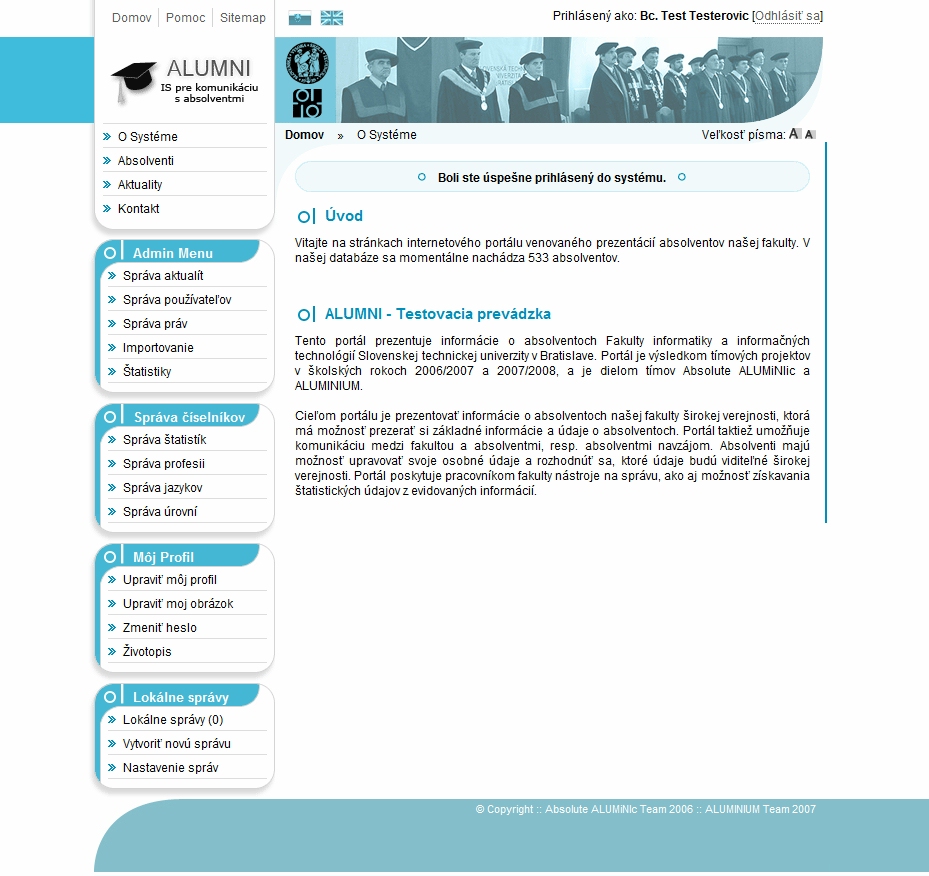 Domov Pomoc Sitemap
Prihlásený ako: Bc. Test Testerovic [Odhlásiť sa]
ALUMNI
IS pre komunikáciu
s absolventmi
O Systéme
Absolventi
Aktuality
Kontakt
Domov » O Systéme
Veľkosť písma: A A
Boli ste úspešne prihlásený do systému.
Úvod
Vitajte na stránkach internetového portálu venovaného prezentácií absolventov našej fakulty. V
našej databáze sa momentálne nachádza 533 absolventov.
ALUMNI - Testovacia prevádzka
Tento portál prezentuje informácie o absolventoch Fakulty informatiky a informačných
technológií Slovenskej technickej univerzity v Bratislave. Portál je výsledkom tímových projektov
v školských rokoch 2006/2007 a 2007/2008, a je dielom tímov Absolute ALUMiNIic a
ALUMINIUM.
Cieľom portálu je prezentovať informácie o absolventoch našej fakulty širokej verejnosti, ktorá
má možnosť prezerať si základné informácie a údaje o absolventoch. Portál taktiež umožňuje
komunikáciu medzi fakultou a absolventmi, resp. absolventmi navzájom. Absolventi majú
možnosť upravovať svoje osobné údaje a rozhodnúť sa, ktoré údaje budú viditeľné širokej
verejnosti. Portál poskytuje pracovníkom fakulty nástroje na správu, ako aj možnosť získavania
štatistických údajov z evidovaných informácií.
Admin Menu
Správa aktualít
Správa používateľov
Správa práv
Importovanie
Štatistiky
Správa číselníkov
Správa štatistík
Správa profesii
Správa jazykov
Správa úrovní
Môj Profil
Upraviť môj profil
Upraviť moj obrázok
Zmeniť heslo
Životopis
Lokálne správy
Lokálne správy (0)
Vytvoriť novú správu
Nastavenie správ
© Copyright :: Absolute ALUMiNIc Team 2006 :: ALUMINIUM Team 2007